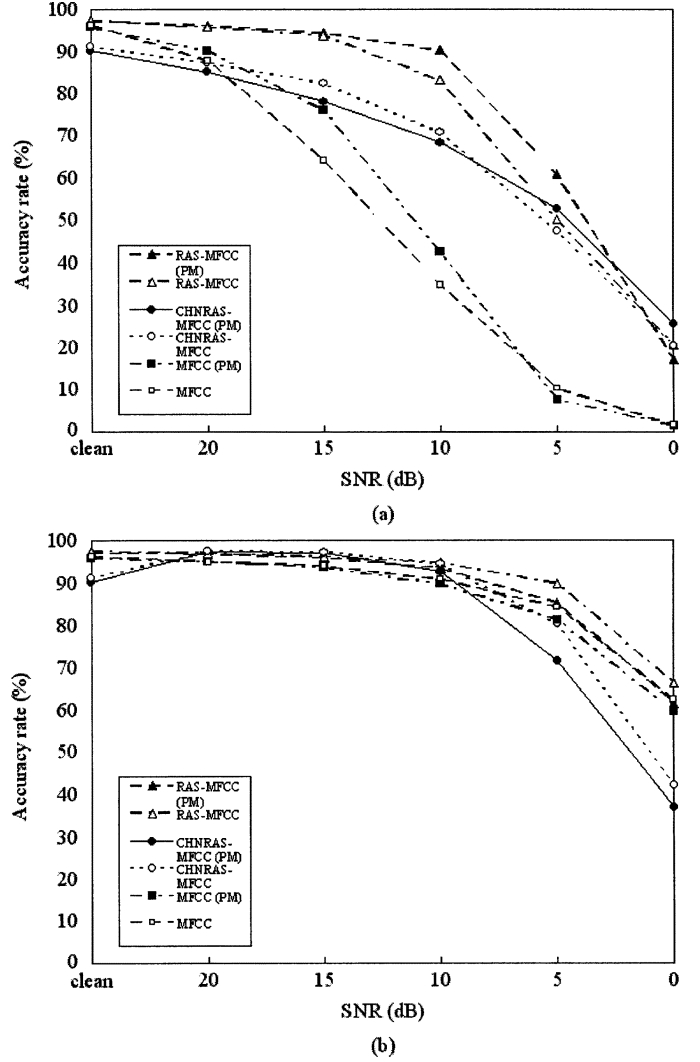 100
90
80
70
60
50
40
30
20
10
0
Accuracy rate (%)
RAS-MFCC
(PM)
RAS-MFCC
CHNRAS-
MFCC (PM)
CHNRAS-
MFCC
MFCC (PM)
MFCC
clean 20 15 10 5 0
SNR (dB)
(a)
100
90
80
70
60
50
40
30
20
10
0
Accuracy rate (%)
RAS-MFCC
(PM)
RAS-MFCC
CHNRAS-
MFCC (PM)
CHNRAS-
MFCC
MFCC (PM)
MFCC
clean 20 15 10 5 0
SNR (dB)
(b)